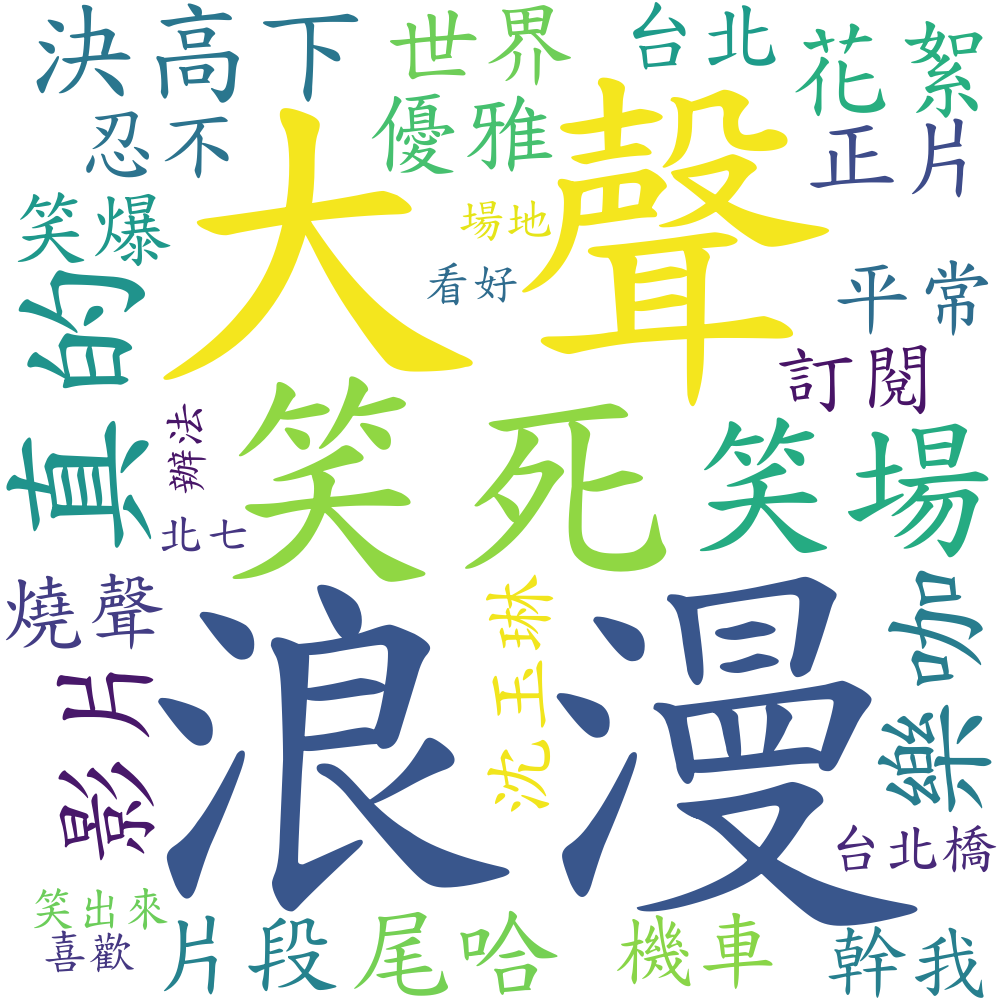 決高下
世界
台北
花絮
忍不
優雅
正片
大聲
笑爆
場地
看好
平常
真的
訂閱
笑死
笑場
辦法
北七
燒聲
浪漫
沈玉琳
樂咖
影片
台北橋
笑出來
喜歡
片段
尾哈
機車
幹我